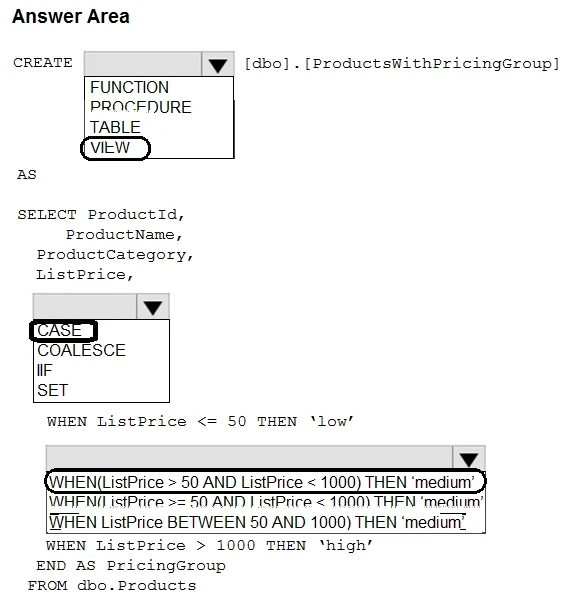 Answer Area
CREATE [dbo].[ProductsWithPricingGroup]
FUNCTION
PROCEDURE
TABLE
VIEW
AS
SELECT ProductId,
ProductName,
ProductCategory,
ListPrice,
CASE
COALESCE
IIF
SET
WHEN ListPrice <= 50 THEN ‘low’
WHEN(ListPrice > 50 AND ListPrice < 1000) THEN ‘medium’
WHEN(ListPrice >= 50 AND ListPrice < 1000) THEN ‘medium’
WHEN ListPrice BETWEEN 50 AND 1000) THEN ‘medium’
WHEN ListPrice > 1000 THEN ‘high’
END AS PricingGroup
FROM dbo.Products